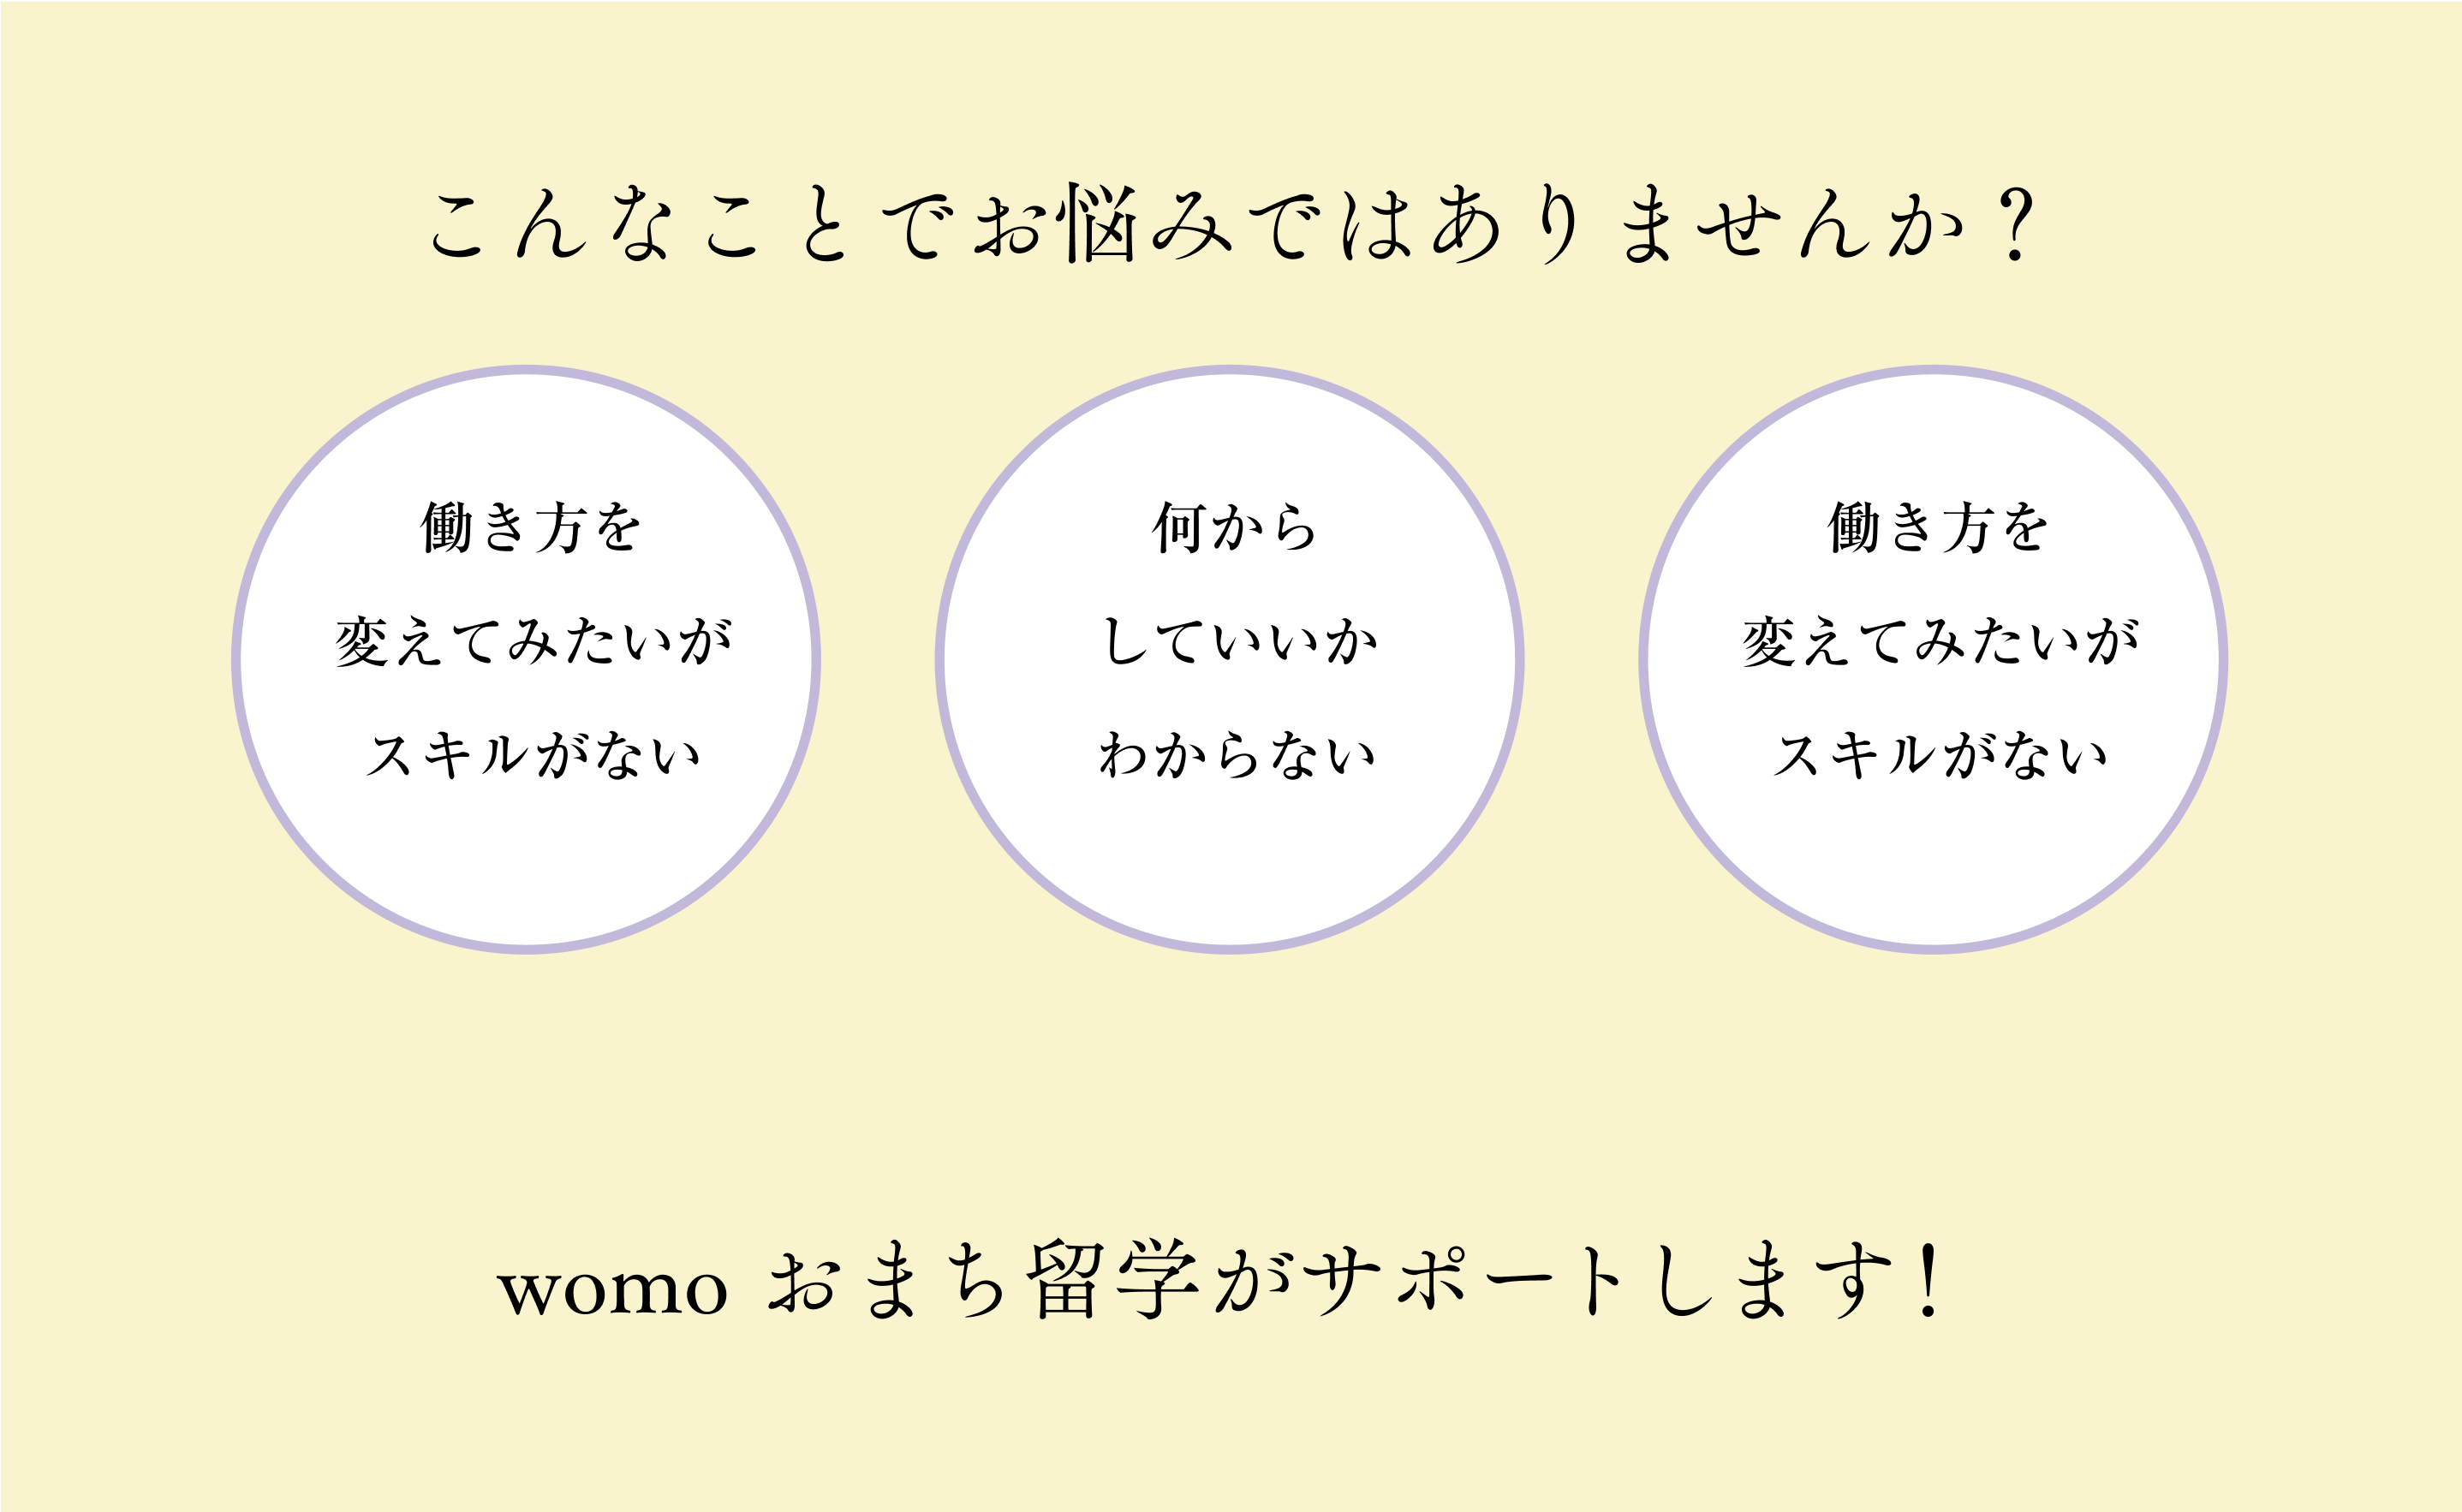 こんなことでお悩みではありませんか？
働き方を
変えてみたいが
スキルがない
何から
していいか
わからない
働き方を
変えてみたいが
スキルがない
womo おまち留学がサポートします！